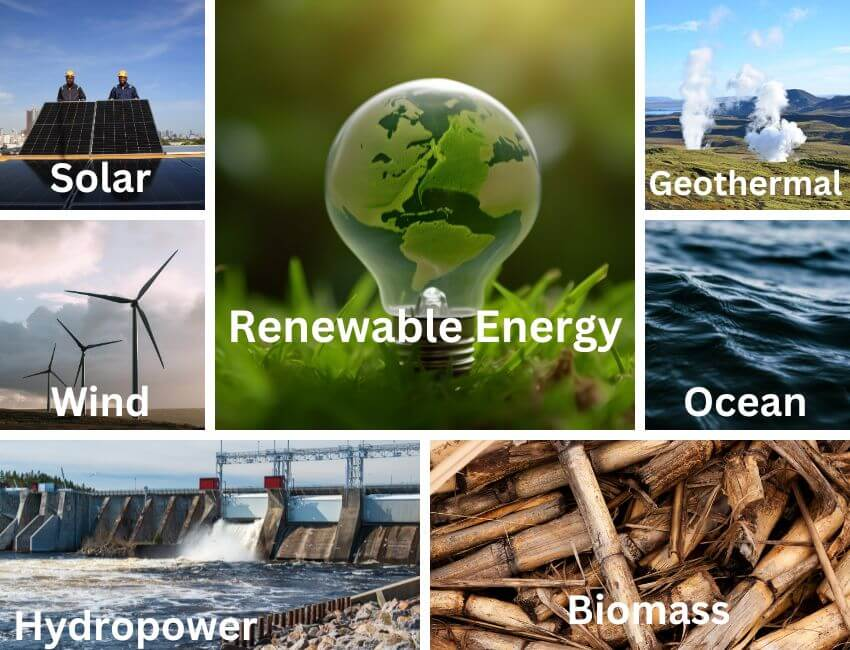 Solar
Renewable Energy
Geothermal
Wind
Ocean
Hydropower
Biomass